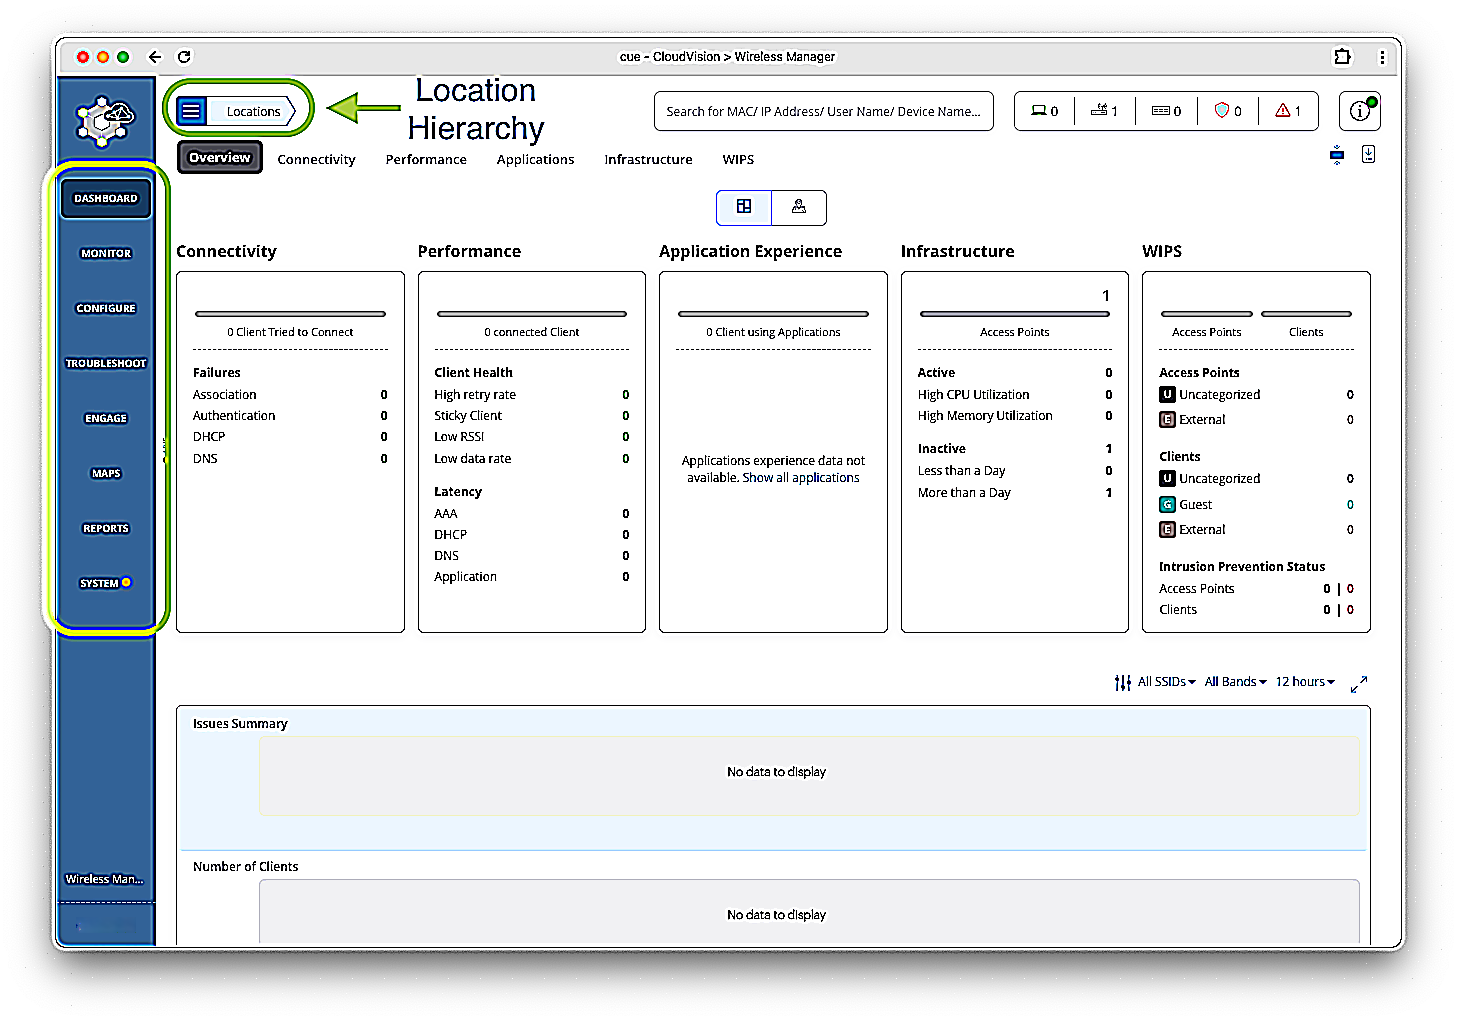 cue - CloudVision > Wireless Manager
Locations
Location
Hierarchy
Search for MAC/ IP Address/ User Name/ Device Name...
0
1
0
0
1
Overview
Connectivity
Performance
Applications
Infrastructure
WIPS
DASHBOARD
MONITOR
CONFIGURE
TROUBLESHOOT
ENGAGE
MAPS
REPORTS
SYSTEM
Wireless Man...
Connectivity
0 Client Tried to Connect
Failures
Association 0
Authentication 0
DHCP 0
DNS 0
Performance
0 connected Client
Client Health
High retry rate 0
Sticky Client 0
Low RSSI 0
Low data rate 0
Latency
AAA 0
DHCP 0
DNS 0
Application 0
Application Experience
0 Client using Applications
Applications experience data not
available. Show all applications
Infrastructure
1
Access Points
Active 0
High CPU Utilization 0
High Memory Utilization 0
Inactive 1
Less than a Day 0
More than a Day 1
WIPS
Access Points Clients
Access Points
U Uncategorized 0
E External 0
Clients
U Uncategorized 0
G Guest 0
E External 0
Intrusion Prevention Status
Access Points 0 | 0
Clients 0 | 0
All SSIDs All Bands 12 hours
Issues Summary
No data to display
Number of Clients
No data to display